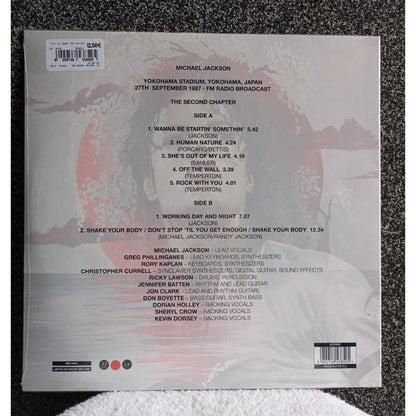 12,50€
MICHAEL JACKSON
YOKOHAMA STADIUM, YOKOHAMA, JAPAN
27TH SEPTEMBER 1987 - FM RADIO BROADCAST
THE SECOND CHAPTER
SIDE A
1. WANNA BE STARTIN' SOMETHIN' 5.42
(JACKSON)
2. HUMAN NATURE 4.24
(PORCARO/BETTIS)
3. SHE'S OUT OF MY LIFE 4.16
(BAHLER)
4. OFF THE WALL 3.39
(TEMPERTON)
5. ROCK WITH YOU 4.01
(TEMPERTON)
SIDE B
1. WORKING DAY AND NIGHT 7.07
(JACKSON)
2. SHAKE YOUR BODY / DON'T STOP 'TIL YOU GET ENOUGH / SHAKE YOUR BODY 12.34
(MICHAEL JACKSON/RANDY JACKSON)
MICHAEL JACKSON – LEAD VOCALS
GREG PHILLINGANES – LEAD KEYBOARDS, SYNTHESIZERS
RORY KAPLAN – KEYBOARDS, SYNTHESIZERS
CHRISTOPHER CURRELL – SYNCLAVIER SYNTHESIZERS, DIGITAL GUITAR, SOUND EFFECTS
RICKY LAWSON – DRUMS, PERCUSSION
JENNIFER BATTEN – RHYTHM AND LEAD GUITAR
JON CLARK – LEAD AND RHYTHM GUITAR
DON BOYETTE – BASS GUITAR, SYNTH BASS
DORIAN HOLLEY – BACKING VOCALS
SHERYL CROW – BACKING VOCALS
KEVIN DORSEY – BACKING VOCALS